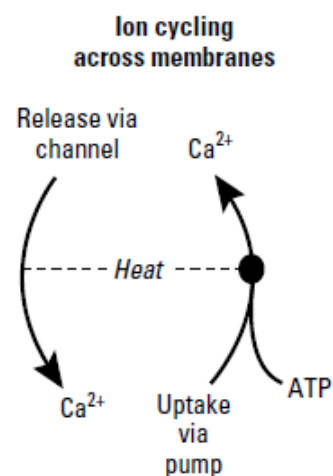 Ion cycling
across membranes
Release via
channel
Ca²⁺
Heat
Ca²⁺
Uptake
via
pump
ATP